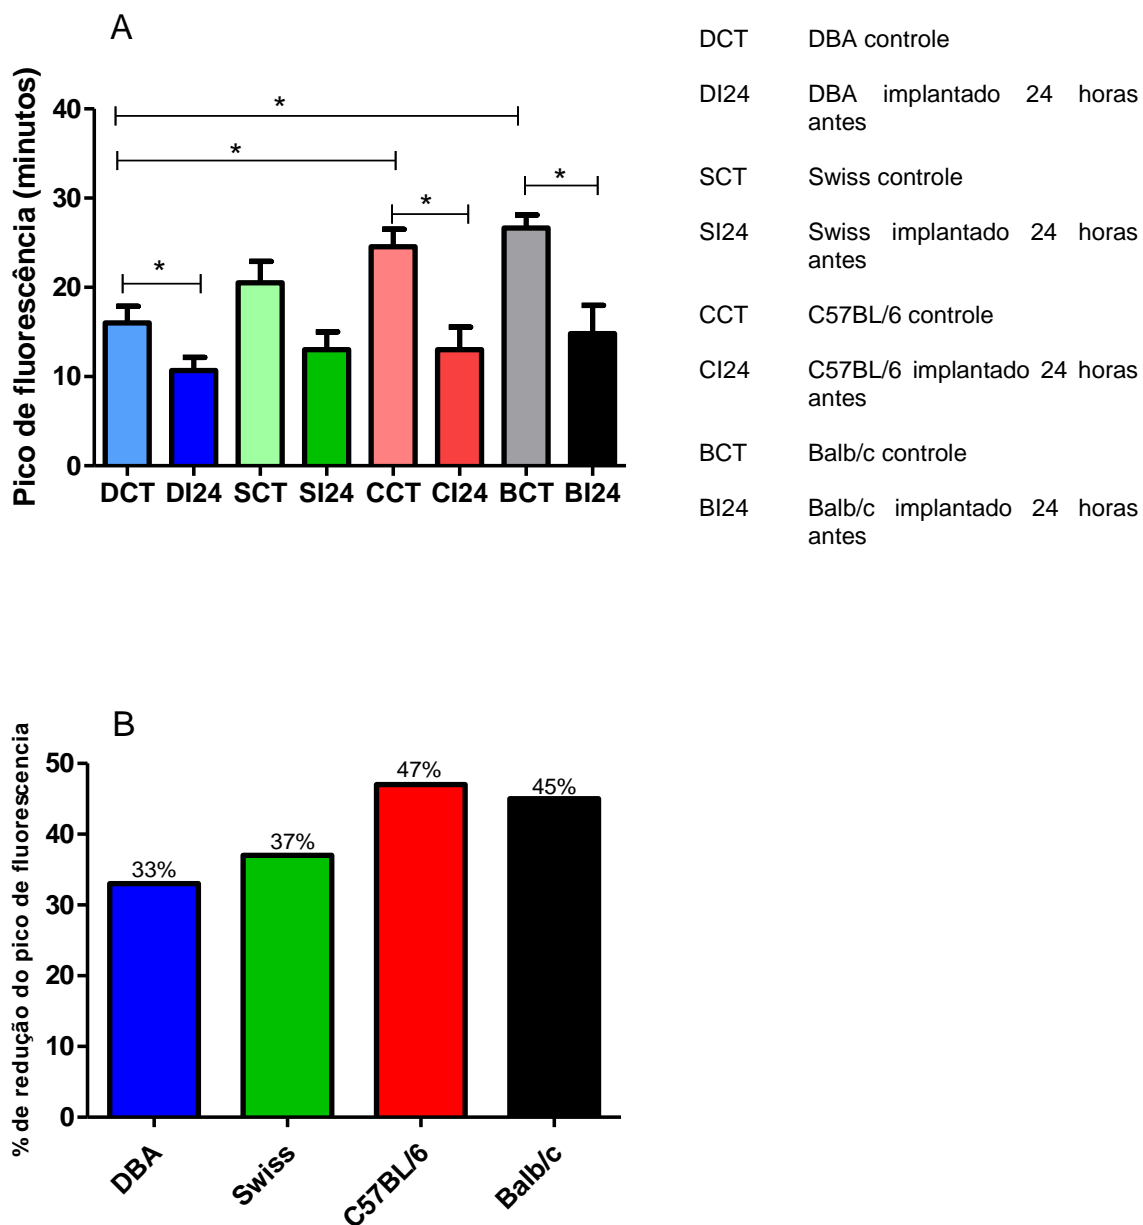 A
Pico de fluorescência (minutos)
40
30
20
10
0
*
*
*
*
*
DCT DI24 SCT SI24 CCT CI24 BCT BI24
DCT DBA controle
DI24 DBA implantado 24 horas
antes
SCT Swiss controle
SI24 Swiss implantado 24 horas
antes
CCT C57BL/6 controle
CI24 C57BL/6 implantado 24 horas
antes
BCT Balb/c controle
BI24 Balb/c implantado 24 horas
antes
B
% de redução do pico de fluorescencia
50
40
30
20
10
0
33%
37%
47%
45%
DBA
Swiss
C57BL/6
Balb/c